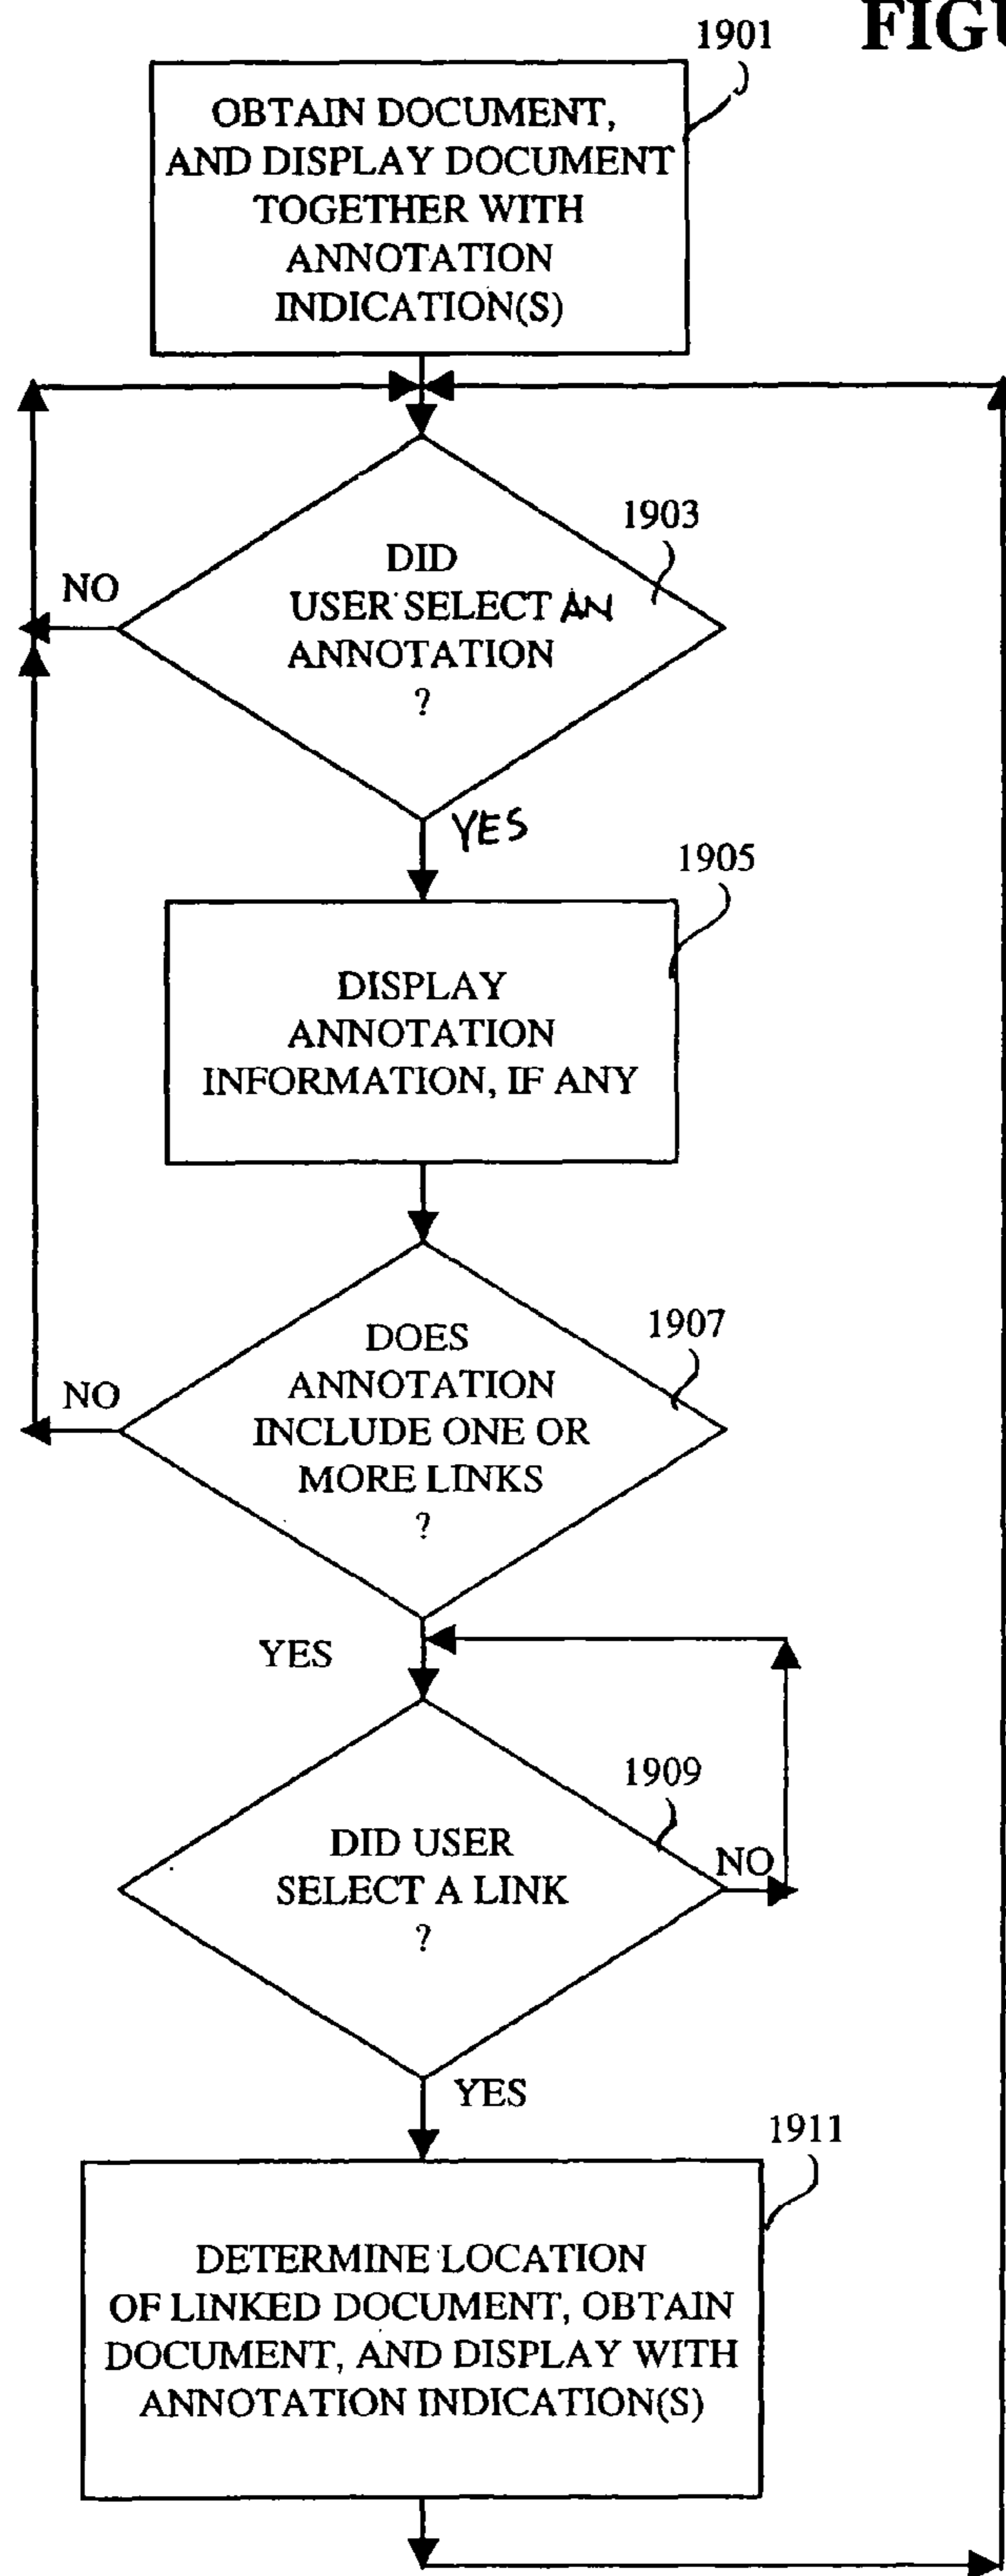 FIGU
1901
OBTAIN DOCUMENT,
AND DISPLAY DOCUMENT
TOGETHER WITH
ANNOTATION
INDICATION(S)
1903
NO
DID
USER SELECT AN
ANNOTATION
?
YES
1905
DISPLAY
ANNOTATION
INFORMATION, IF ANY
1907
NO
DOES
ANNOTATION
INCLUDE ONE OR
MORE LINKS
?
YES
1909
DID USER
SELECT A LINK
?
NO
YES
1911
DETERMINE LOCATION
OF LINKED DOCUMENT, OBTAIN
DOCUMENT, AND DISPLAY WITH
ANNOTATION INDICATION(S)